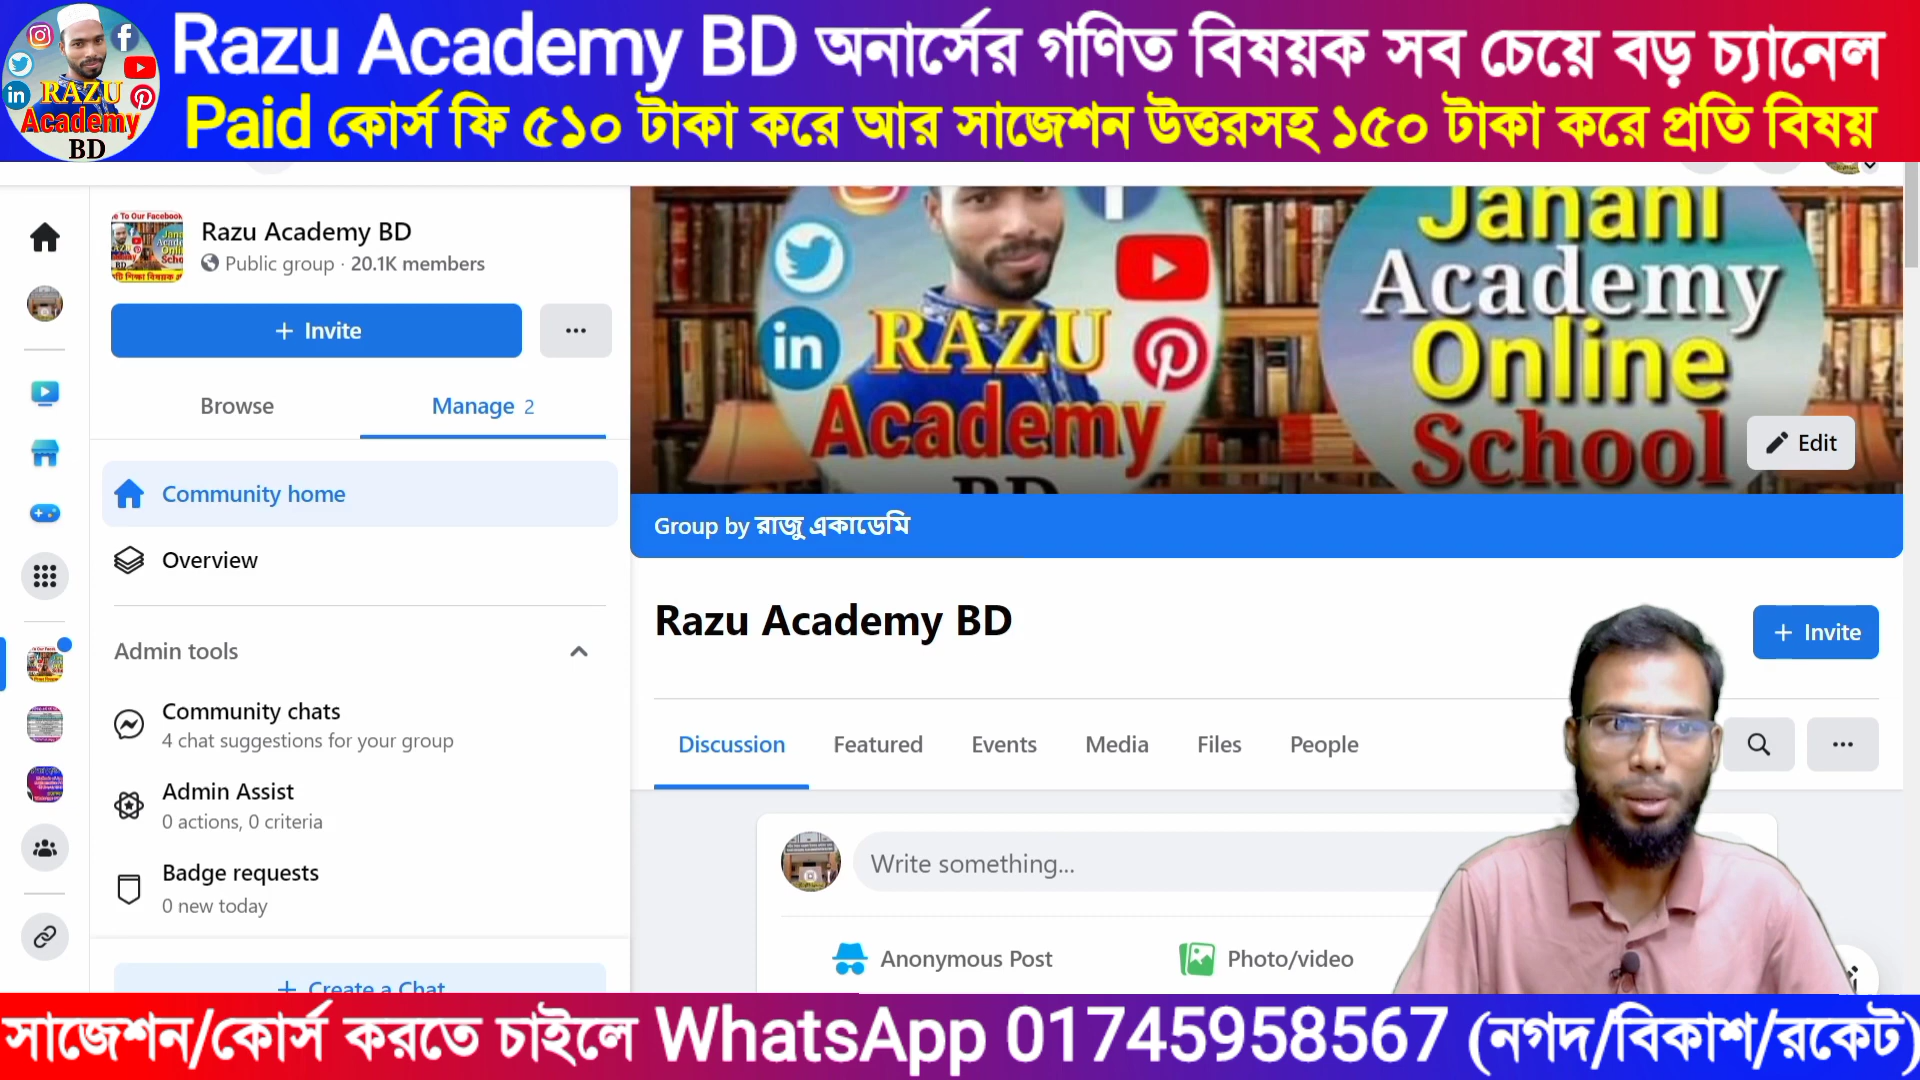 Razu Academy BD অনার্সের গণিত বিষয়ক সব চেয়ে বড় চ্যানেল
Paid কোর্স ফি ৫১০ টাকা করে আর সাজেশন উত্তরসহ ১৫০ টাকা করে প্রতি বিষয়
RAZU
Academy
BD
Razu Academy BD
Public group · 20.1K members
+ Invite
Browse
Manage 2
Community home
Overview
Admin tools
Community chats
4 chat suggestions for your group
Admin Assist
0 actions, 0 criteria
Badge requests
0 new today
+ Create a Chat
RAZU
Academy
BD
Janani
Academy
Online
School
Edit
Group by রাজু একাডেমি
Razu Academy BD
+ Invite
Discussion
Featured
Events
Media
Files
People
Write something...
Anonymous Post
Photo/video
সাজেশন/কোর্স করতে চাইলে WhatsApp 01745958567 (নগদ/বিকাশ/রকেট)